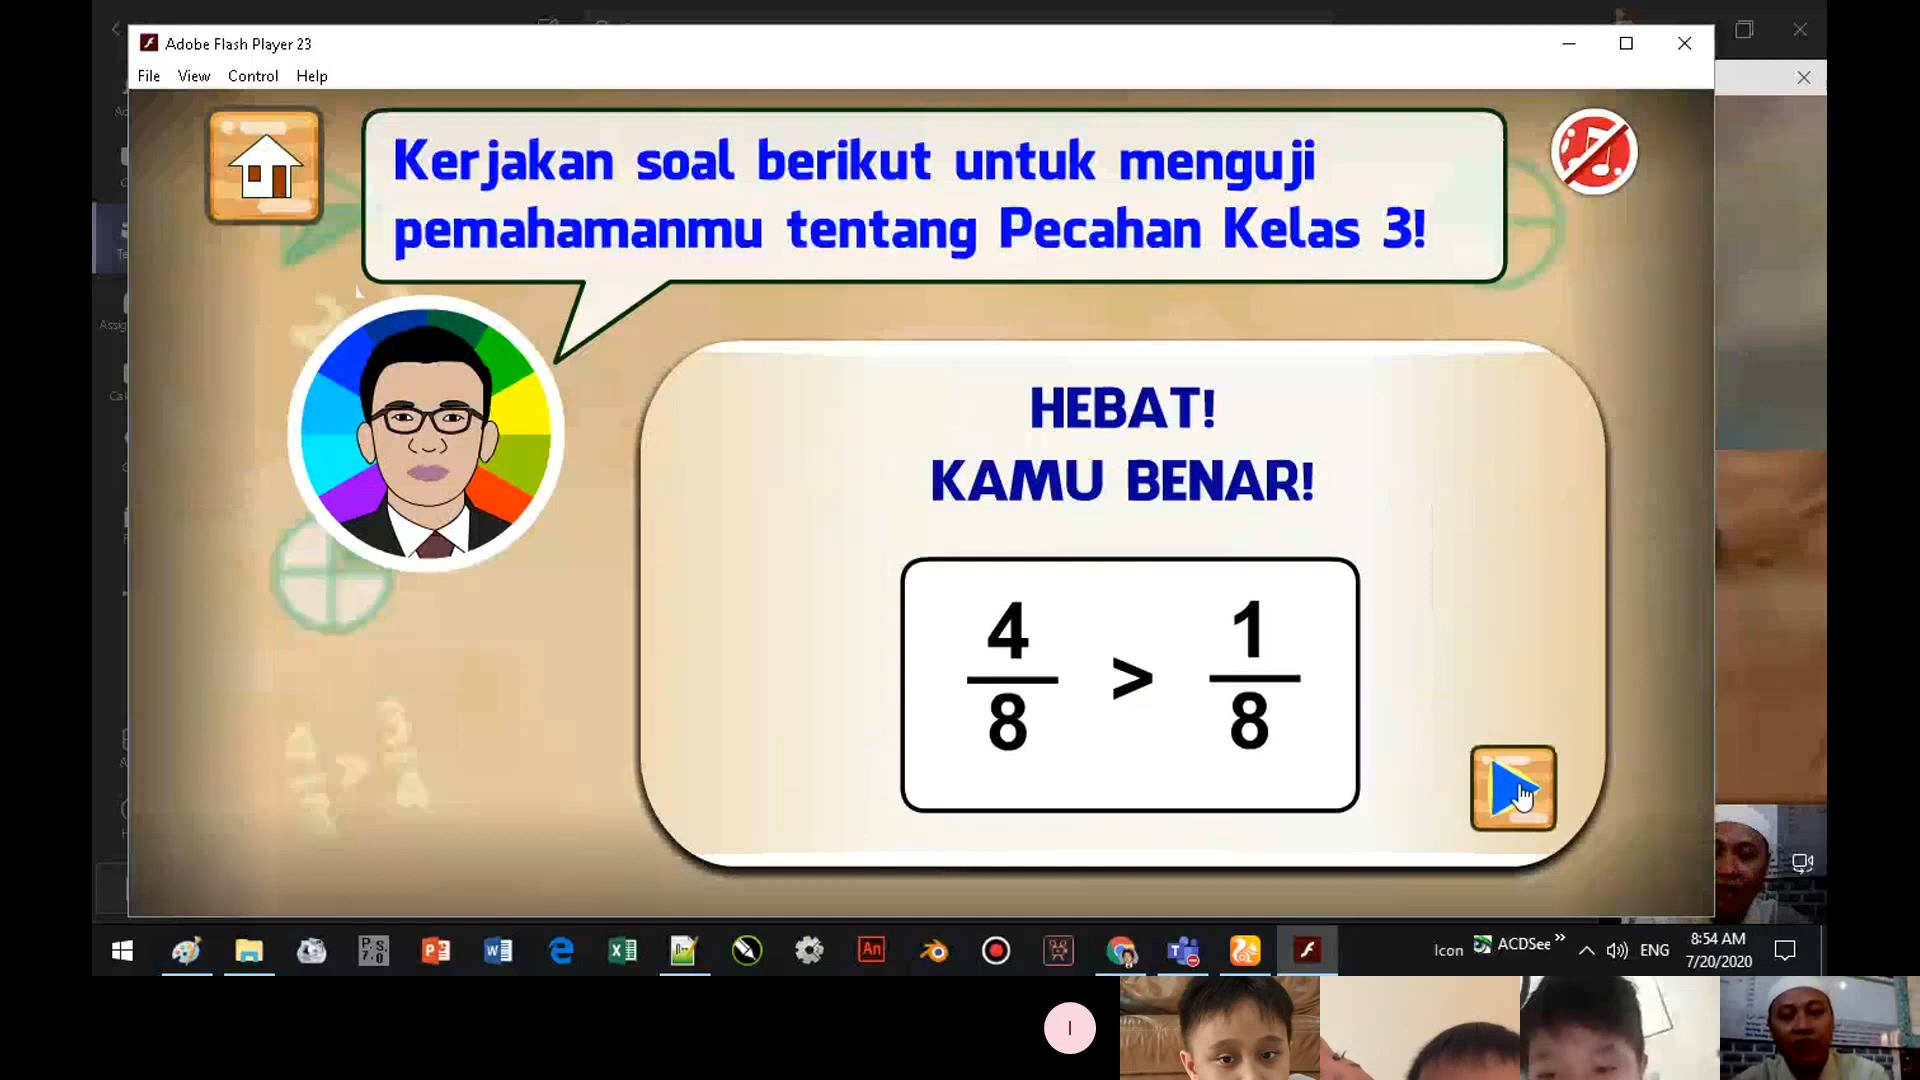 Adobe Flash Player 23
File View Control Help
Kerjakan soal berikut untuk menguji
pemahamanmu tentang Pecahan Kelas 3!
HEBAT!
KAMU BENAR!
4
8
>
1
8
Icon ACDSee » ENG
8:54 AM
7/20/2020
I